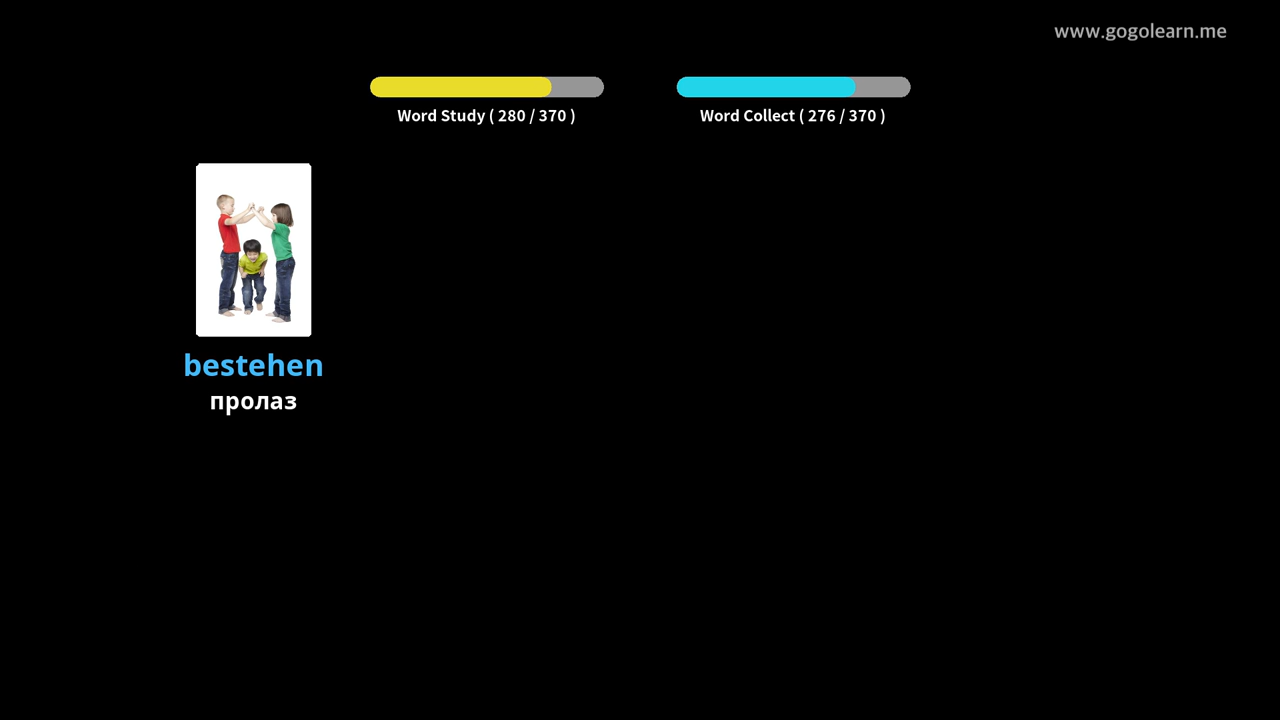 www.gogolearn.me
Word Study ( 280 / 370 )
Word Collect ( 276 / 370 )
bestehen
пролаз